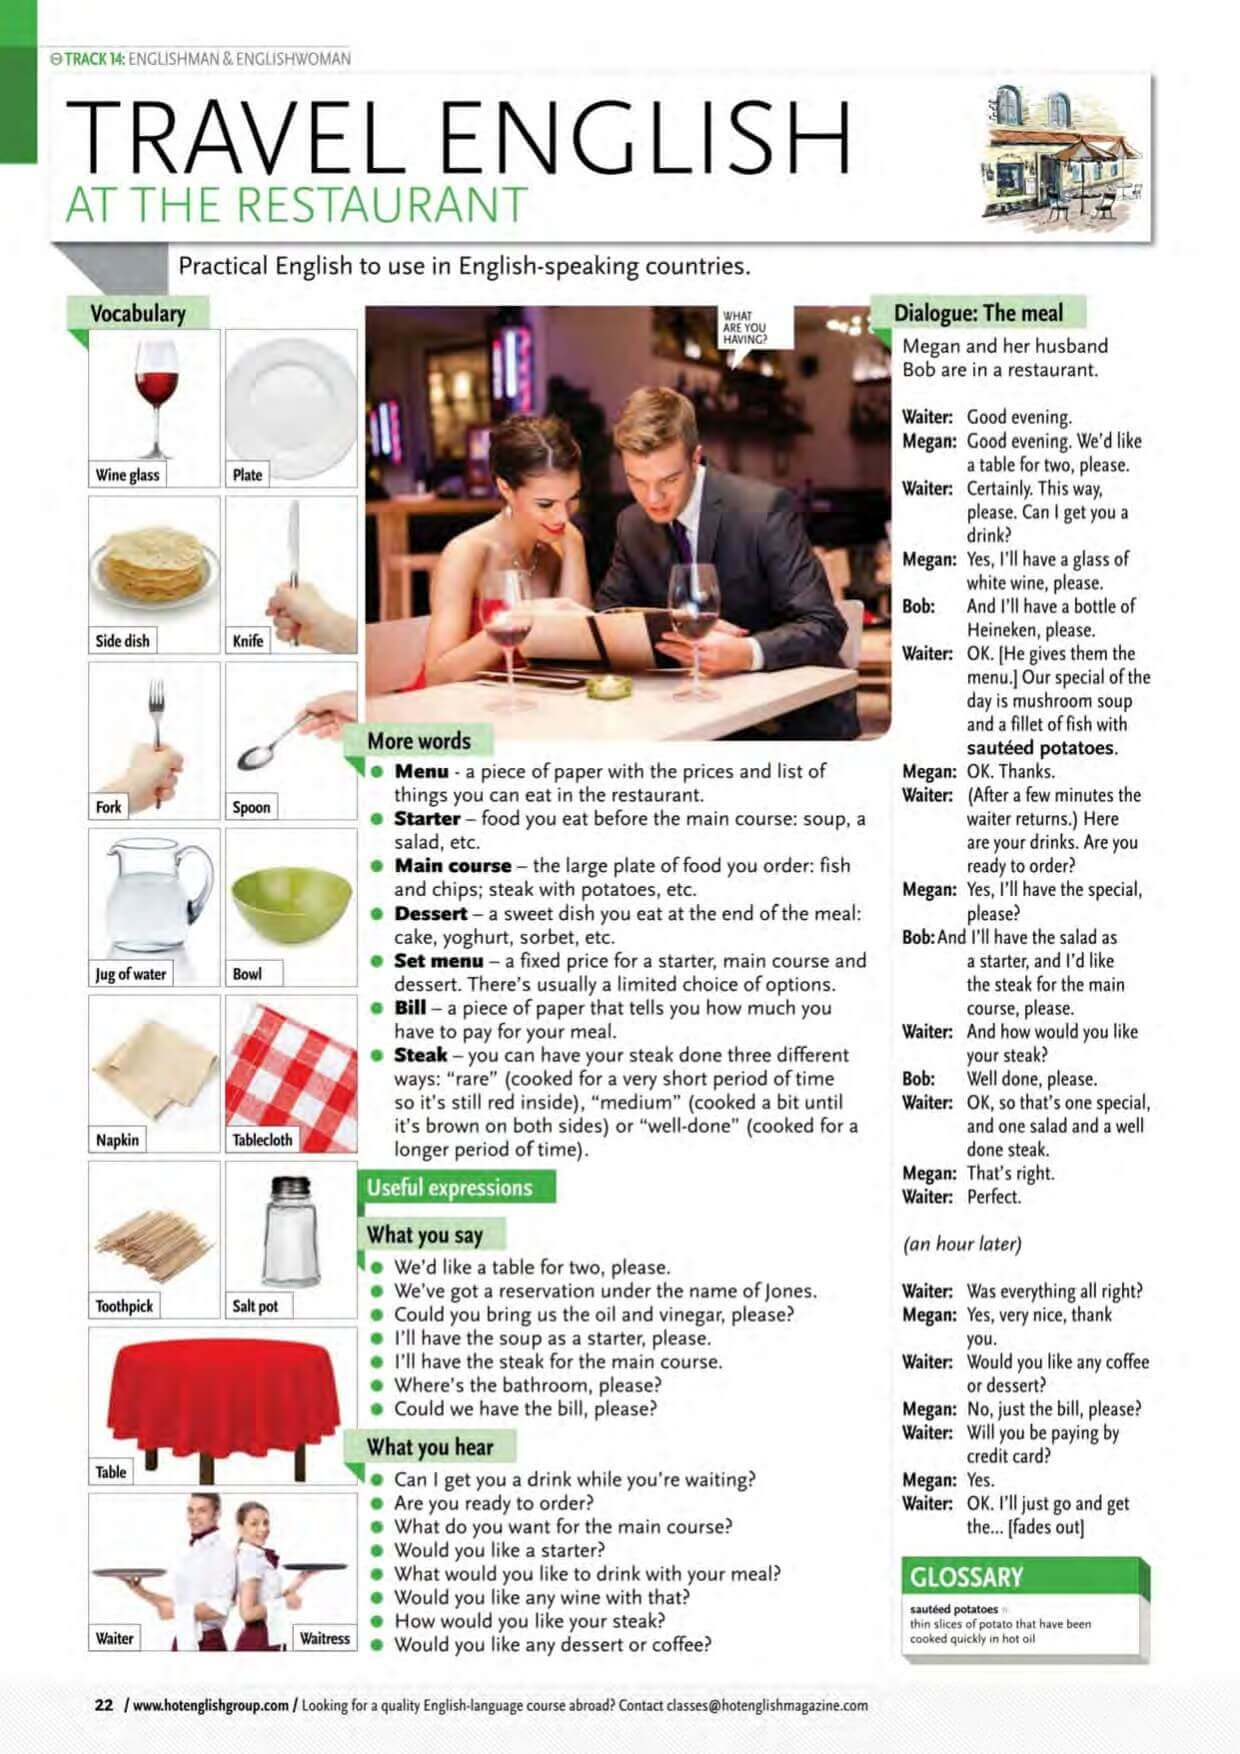 TRACK 14: ENGLISHMAN & ENGLISHWOMAN
TRAVEL ENGLISH
AT THE RESTAURANT
Practical English to use in English-speaking countries.
Vocabulary
Wine glass
Plate
Side dish
Knife
Fork
Spoon
Jug of water
Bowl
Napkin
Tablecloth
Toothpick
Salt pot
Table
Waiter
Waitress
WHAT
ARE YOU
HAVING?
More words
Menu - a piece of paper with the prices and list of
things you can eat in the restaurant.
Starter – food you eat before the main course: soup, a
salad, etc.
Main course – the large plate of food you order: fish
and chips; steak with potatoes, etc.
Dessert – a sweet dish you eat at the end of the meal:
cake, yoghurt, sorbet, etc.
Set menu – a fixed price for a starter, main course and
dessert. There's usually a limited choice of options.
Bill – a piece of paper that tells you how much you
have to pay for your meal.
Steak – you can have your steak done three different
ways: "rare" (cooked for a very short period of time
so it's still red inside), "medium" (cooked a bit until
it's brown on both sides) or "well-done" (cooked for a
longer period of time).
Useful expressions
What you say
We'd like a table for two, please.
We've got a reservation under the name of Jones.
Could you bring us the oil and vinegar, please?
I'll have the soup as a starter, please.
I'll have the steak for the main course.
Where's the bathroom, please?
Could we have the bill, please?
What you hear
Can I get you a drink while you're waiting?
Are you ready to order?
What do you want for the main course?
Would you like a starter?
What would you like to drink with your meal?
Would you like any wine with that?
How would you like your steak?
Would you like any dessert or coffee?
Dialogue: The meal
Megan and her husband
Bob are in a restaurant.
Waiter: Good evening.
Megan: Good evening. We'd like
a table for two, please.
Waiter: Certainly. This way,
please. Can I get you a
drink?
Megan: Yes, I'll have a glass of
white wine, please.
Bob: And I'll have a bottle of
Heineken, please.
Waiter: OK. [He gives them the
menu.] Our special of the
day is mushroom soup
and a fillet of fish with
sautéed potatoes.
Megan: OK. Thanks.
Waiter: (After a few minutes the
waiter returns.) Here
are your drinks. Are you
ready to order?
Megan: Yes, I'll have the special,
please?
Bob: And I'll have the salad as
a starter, and I'd like
the steak for the main
course, please.
Waiter: And how would you like
your steak?
Bob: Well done, please.
Waiter: OK, so that's one special,
and one salad and a well
done steak.
Megan: That's right.
Waiter: Perfect.
(an hour later)
Waiter: Was everything all right?
Megan: Yes, very nice, thank
you.
Waiter: Would you like any coffee
or dessert?
Megan: No, just the bill, please?
Waiter: Will you be paying by
credit card?
Megan: Yes.
Waiter: OK. I'll just go and get
the... [fades out]
GLOSSARY
sautéed potatoes n
thin slices of potato that have been
cooked quickly in hot oil
22 / www.hotenglishgroup.com / Looking for a quality English-language course abroad? Contact classes@hotenglishmagazine.com